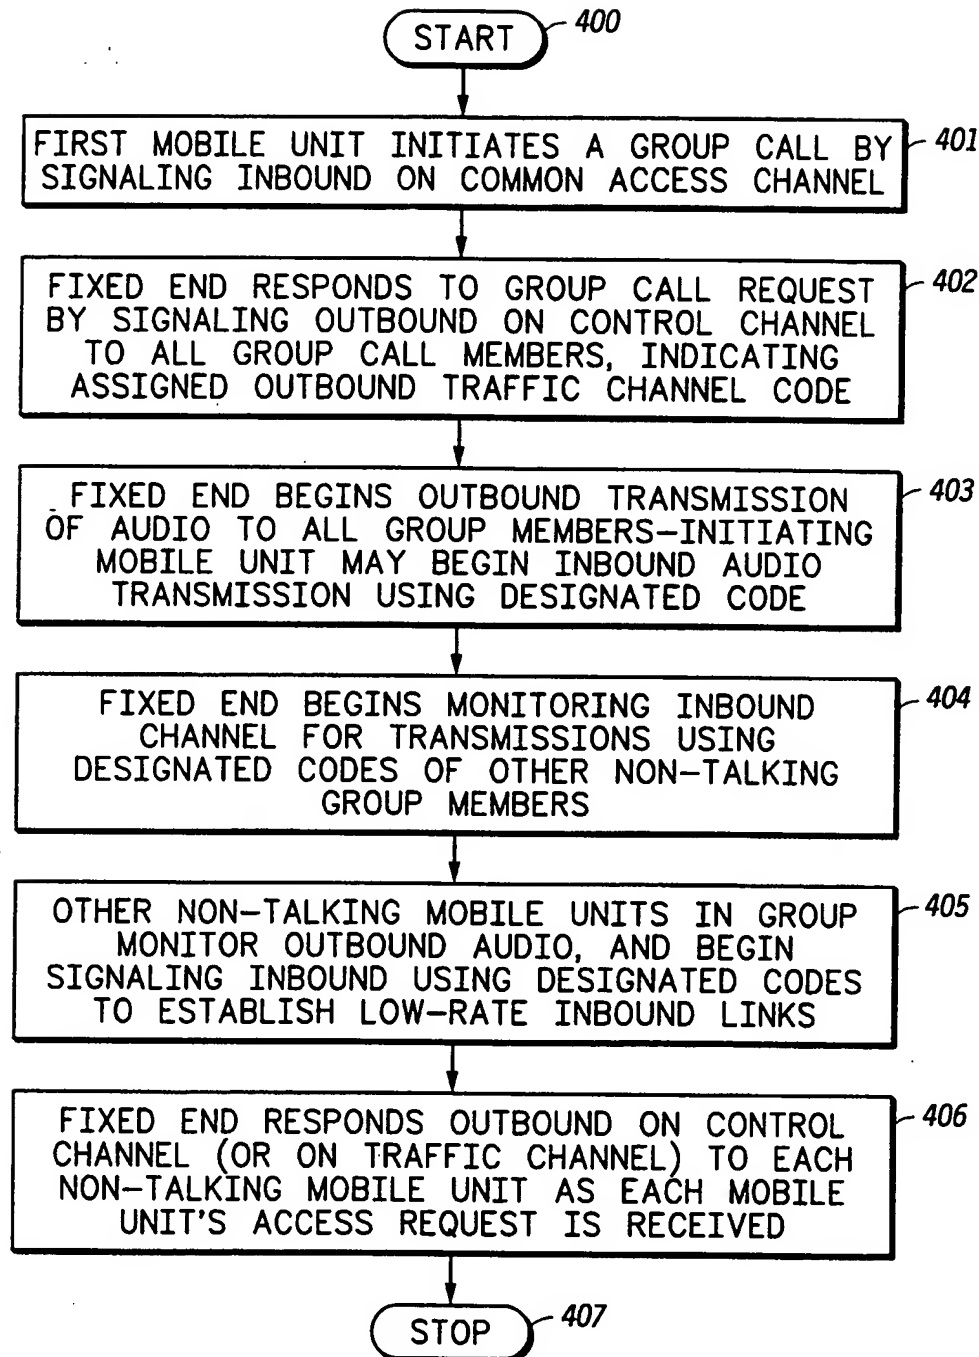 START
400
FIRST MOBILE UNIT INITIATES A GROUP CALL BY
SIGNALING INBOUND ON COMMON ACCESS CHANNEL
401
FIXED END RESPONDS TO GROUP CALL REQUEST
BY SIGNALING OUTBOUND ON CONTROL CHANNEL
TO ALL GROUP CALL MEMBERS, INDICATING
ASSIGNED OUTBOUND TRAFFIC CHANNEL CODE
402
FIXED END BEGINS OUTBOUND TRANSMISSION
OF AUDIO TO ALL GROUP MEMBERS-INITIATING
MOBILE UNIT MAY BEGIN INBOUND AUDIO
TRANSMISSION USING DESIGNATED CODE
403
FIXED END BEGINS MONITORING INBOUND
CHANNEL FOR TRANSMISSIONS USING
DESIGNATED CODES OF OTHER NON-TALKING
GROUP MEMBERS
404
OTHER NON-TALKING MOBILE UNITS IN GROUP
MONITOR OUTBOUND AUDIO, AND BEGIN
SIGNALING INBOUND USING DESIGNATED CODES
TO ESTABLISH LOW-RATE INBOUND LINKS
405
FIXED END RESPONDS OUTBOUND ON CONTROL
CHANNEL (OR ON TRAFFIC CHANNEL) TO EACH
NON-TALKING MOBILE UNIT AS EACH MOBILE
UNIT'S ACCESS REQUEST IS RECEIVED
406
STOP
407